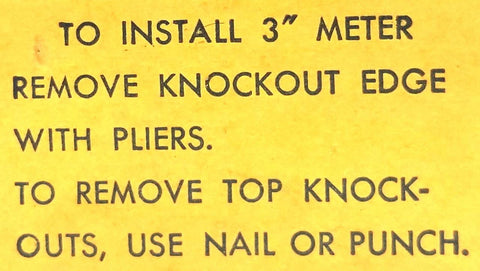 TO INSTALL 3" METER
REMOVE KNOCKOUT EDGE
WITH PLIERS.
TO REMOVE TOP KNOCK-
OUTS, USE NAIL OR PUNCH.